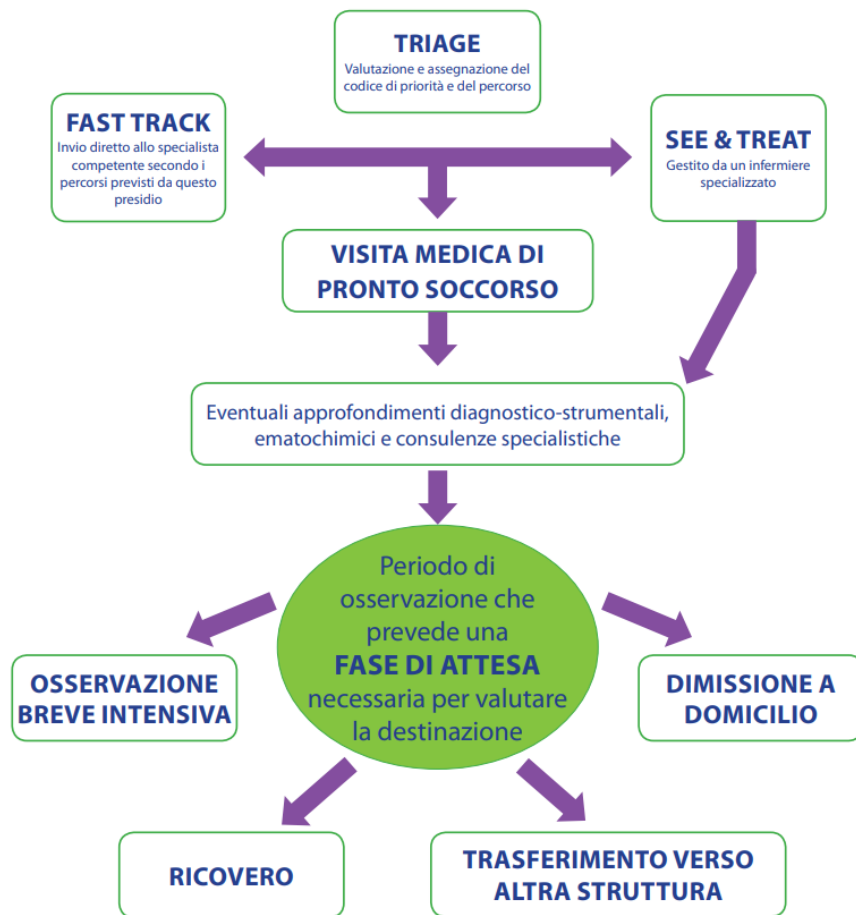 TRIAGE
Valutazione e assegnazione del
codice di priorità e del percorso
FAST TRACK
Invio diretto allo specialista
competente secondo i
percorsi previsti da questo
presidio
SEE & TREAT
Gestito da un infermiere
specializzato
VISITA MEDICA DI
PRONTO SOCCORSO
Eventuali approfondimenti diagnostico-strumentali,
ematochimici e consulenze specialistiche
Periodo di
osservazione che
prevede una
FASE DI ATTESA
necessaria per valutare
la destinazione
OSSERVAZIONE
BREVE INTENSIVA
DIMISSIONE A
DOMICILIO
RICOVERO
TRASFERIMENTO VERSO
ALTRA STRUTTURA